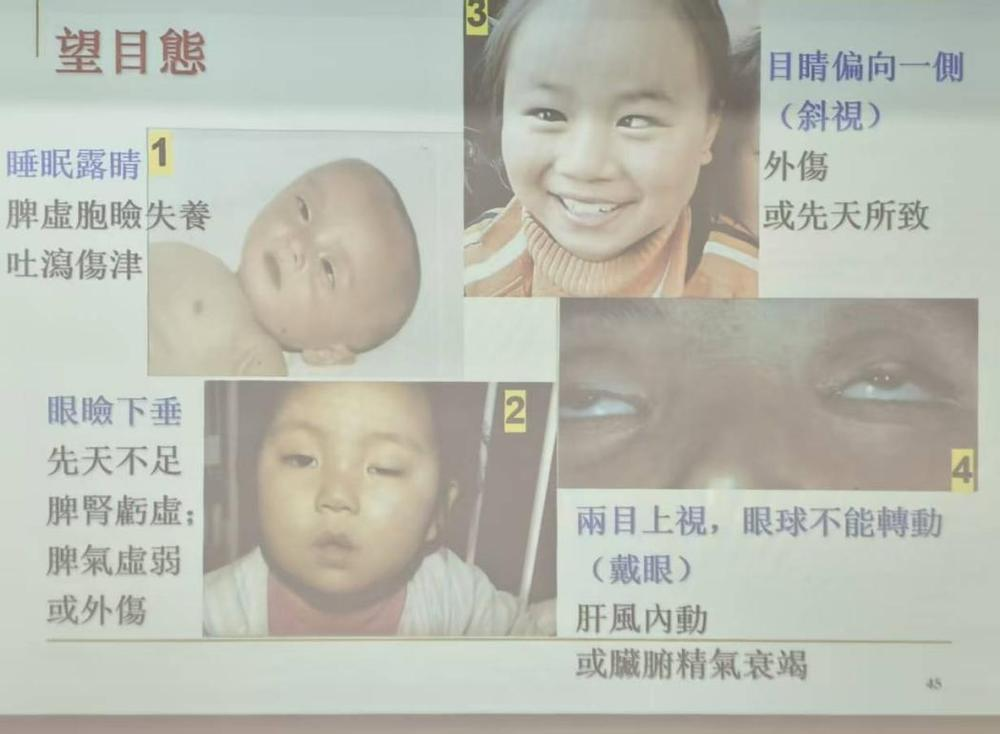 望目態
1
睡眠露睛
脾虛胞瞼失養
吐瀉傷津
2
眼瞼下垂
先天不足
脾腎虧虛；
脾氣虛弱
或外傷
3
目睛偏向一側
（斜視）
外傷
或先天所致
4
兩目上視，眼球不能轉動
（戴眼）
肝風內動
或臟腑精氣衰竭
45